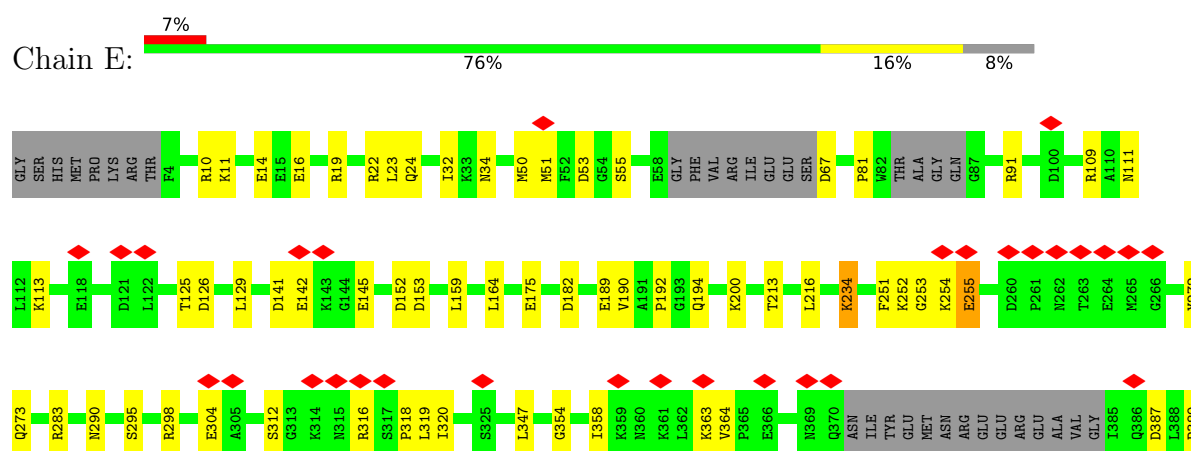 7%
Chain E:
76% 16% 8%
GLY SER HIS MET PRO LYS ARG THR F4 R10 K11 E14 E15 E16 R19 R22 L23 Q24 I32 K33 N34 M50 M51 F52 D53 G54 S55 E58 GLY PHE VAL ARG ILE GLU GLU SER D67 P81 W82 THR ALA GLY GLN G87 R91 D100 R109 A110 N111
L112 K113 E118 D121 L122 T125 D126 L129 D141 E142 K143 G144 E145 D152 D153 L159 L164 E175 D182 E189 V190 A191 P192 G193 Q194 K200 T213 L216 K234 F251 K252 G253 K254 E255 D260 P261 N262 T263 E264 M265 G266
Q273 R283 N290 S295 R298 E304 A305 S312 G313 K314 N315 R316 S317 P318 L319 I320 S325 L347 G354 I358 K359 N360 K361 L362 K363 V364 P365 E366 N369 Q370 ASN ILE TYR GLU MET ASN ARG GLU GLU ARG GLU ALA VAL GLY I385 Q386 D387 L388